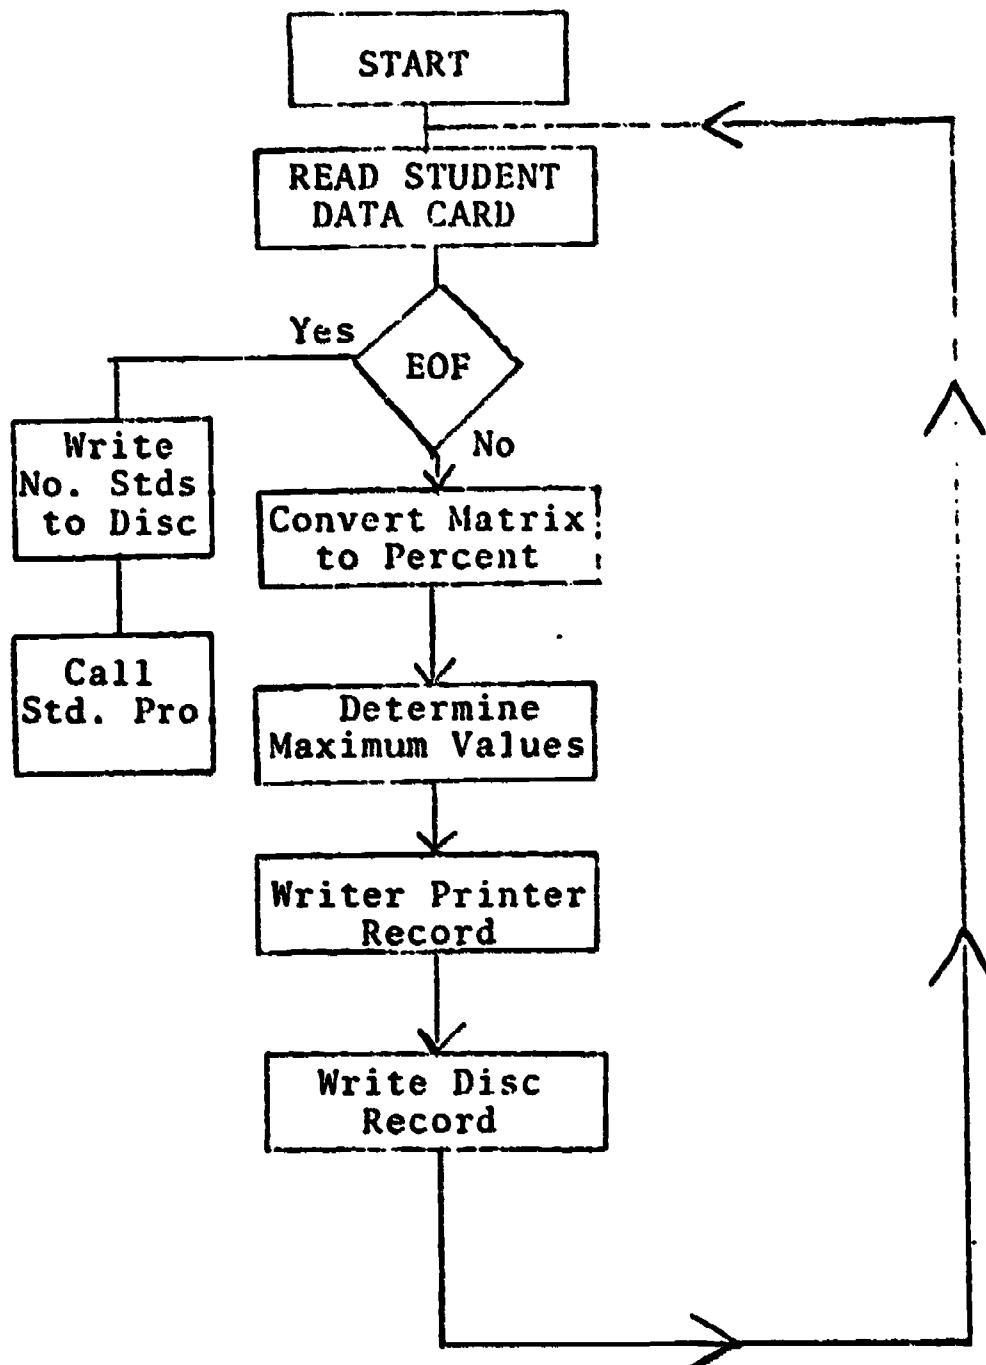 START
READ STUDENT
DATA CARD
Yes
EOF
No
Write
No. Stds
to Disc
Convert Matrix
to Percent
Call
Std. Pro
Determine
Maximum Values
Writer Printer
Record
Write Disc
Record